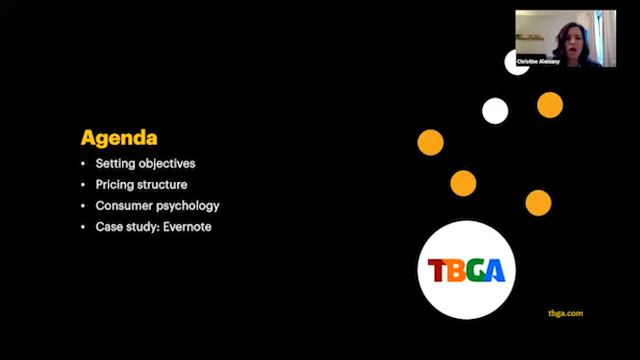 Christine Alemany
Agenda
• Setting objectives
• Pricing structure
• Consumer psychology
• Case study: Evernote
TBGA
tbga.com